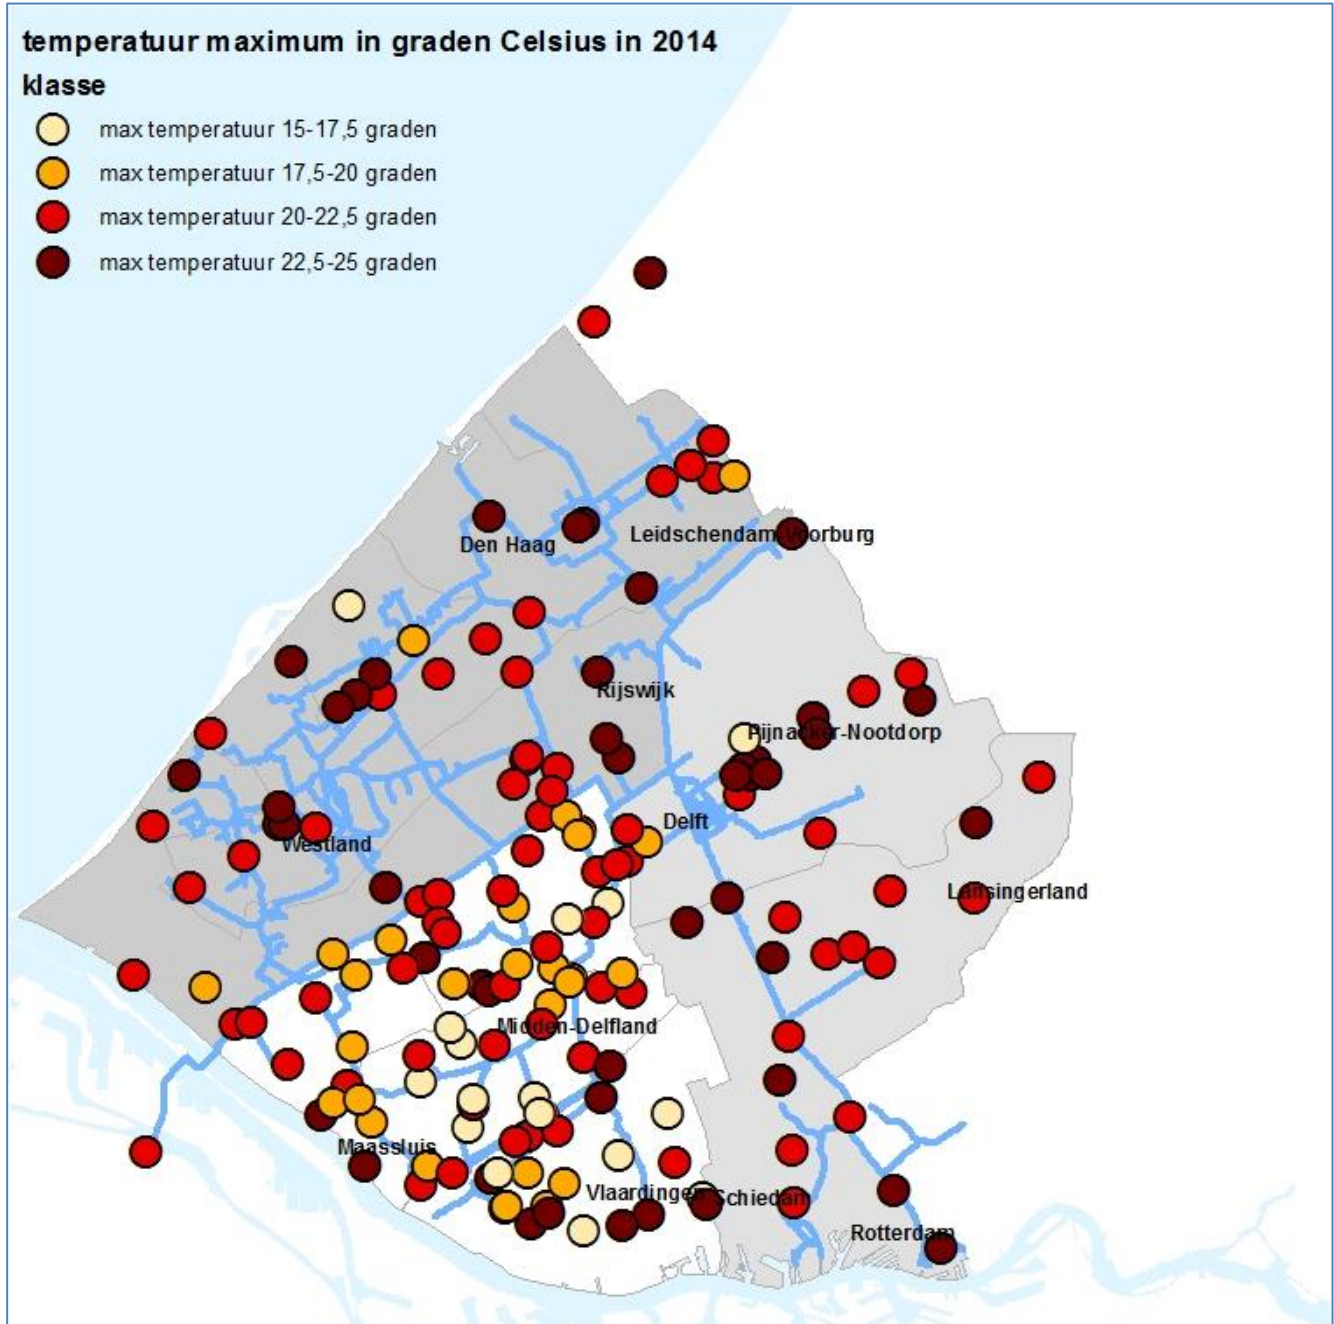 temperatuur maximum in graden Celsius in 2014
klasse
max temperatuur 15-17,5 graden
max temperatuur 17,5-20 graden
max temperatuur 20-22,5 graden
max temperatuur 22,5-25 graden
Den Haag
Leidschendam-Voorburg
Rijswijk
Pijnacker-Nootdorp
Delft
Westland
Lansingerland
Midden-Delfland
Maassluis
Vlaardingen
Schiedam
Rotterdam